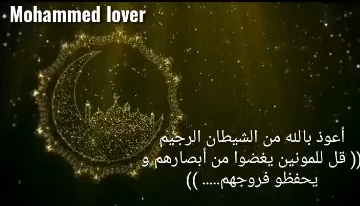 Mohammed lover
أعوذ بالله من الشيطان الرجيم
(( قل للمونين يغضوا من أبصارهم و
يحفظو فروجهم..... ))